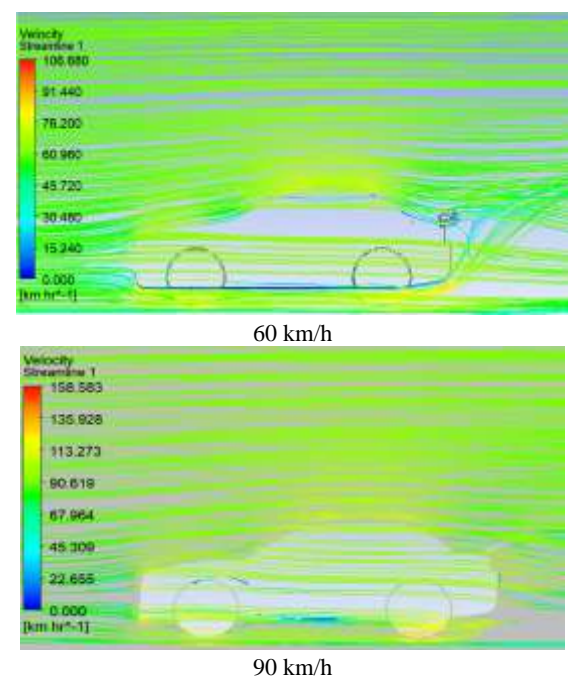 Velocity
Streamline 1
106.680
91.440
76.200
60.960
45.720
30.480
15.240
0.000
[km hr^-1]
60 km/h
Velocity
Streamline 1
158.583
135.928
113.273
90.619
67.964
45.309
22.655
0.000
[km hr^-1]
90 km/h